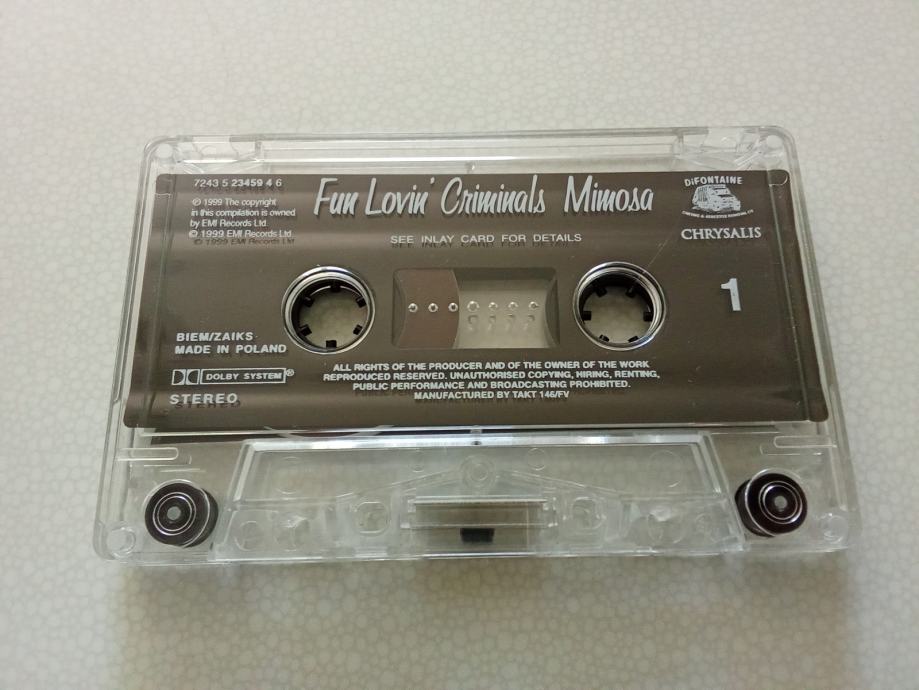 7243 5 23459 4 6
℗ 1999 The copyright
in this compilation is owned
by EMI Records Ltd
© 1999 EMI Records Ltd
Fun Lovin' Criminals Mimosa
SEE INLAY CARD FOR DETAILS
DiFONTAINE
CHRYSALIS
1
BIEM/ZAIKS
MADE IN POLAND
DOLBY SYSTEM®
STEREO
ALL RIGHTS OF THE PRODUCER AND OF THE OWNER OF THE WORK
REPRODUCED RESERVED. UNAUTHORISED COPYING, HIRING, RENTING,
PUBLIC PERFORMANCE AND BROADCASTING PROHIBITED.
MANUFACTURED BY TAKT 146/FV